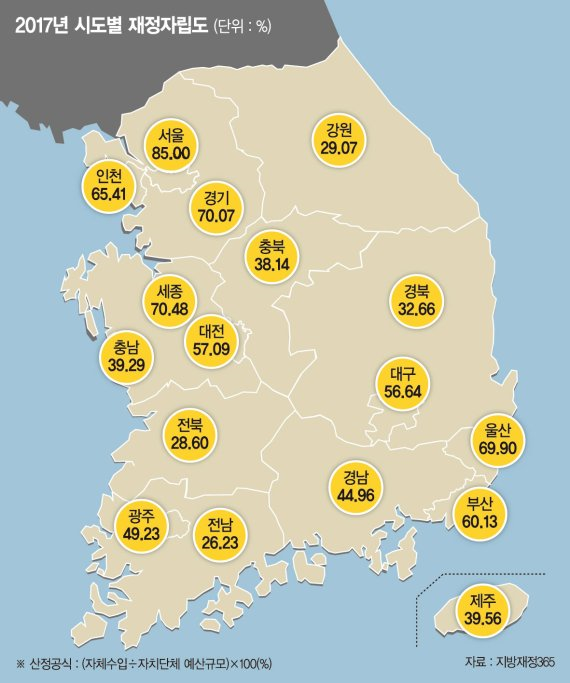 2017년 시도별 재정자립도 (단위 : %)
서울
85.00
강원
29.07
인천
65.41
경기
70.07
충북
38.14
세종
70.48
경북
32.66
대전
57.09
충남
39.29
대구
56.64
전북
28.60
울산
69.90
경남
44.96
부산
60.13
광주
49.23
전남
26.23
제주
39.56
※ 산정공식 : (자체수입÷자치단체 예산규모)×100(%)
자료 : 지방재정365